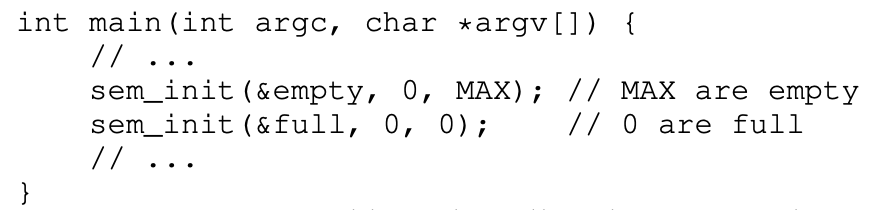 int main(int argc, char *argv[]) {
    // ...
    sem_init(&empty, 0, MAX); // MAX are empty
    sem_init(&full, 0, 0);    // 0 are full
    // ...
}